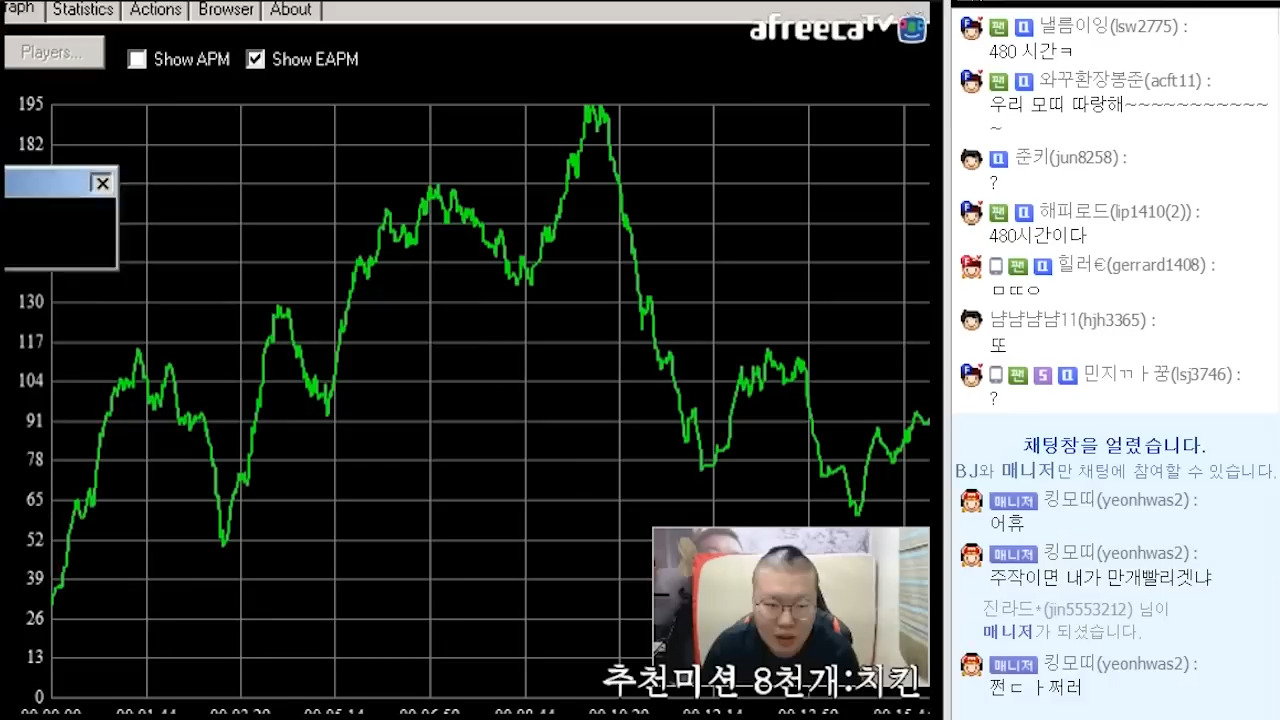 Statistics Actions Browser About
afreecaTV
Players... Show APM Show EAPM
195
182
130
117
104
91
78
65
52
39
26
13
0
추천미션 8천개:치킨
낼름이잉(lsw2775) :
480 시간ㅋ
와꾸환장봉준(acft11) :
우리 모띠 따랑해~~~~~~~~~~~
~
준키(jun8258) :
?
해피로드(lip1410(2)) :
480시간이다
힐러€(gerrard1408) :
ㅁㄸㅇ
냠냠냠냠11(hjh3365) :
또
민지ㄲㅏ꿍(lsj3746) :
?
채팅창을 얼렸습니다.
BJ와 매니저만 채팅에 참여할 수 있습니다.
매니저 킹모띠(yeonhwas2) :
어휴
매니저 킹모띠(yeonhwas2) :
주작이면 내가 만개빨리겟냐
진라드*(jin5553212) 님이
매니저가 되셨습니다.
매니저 킹모띠(yeonhwas2) :
쩐ㄷㅏ쩌러